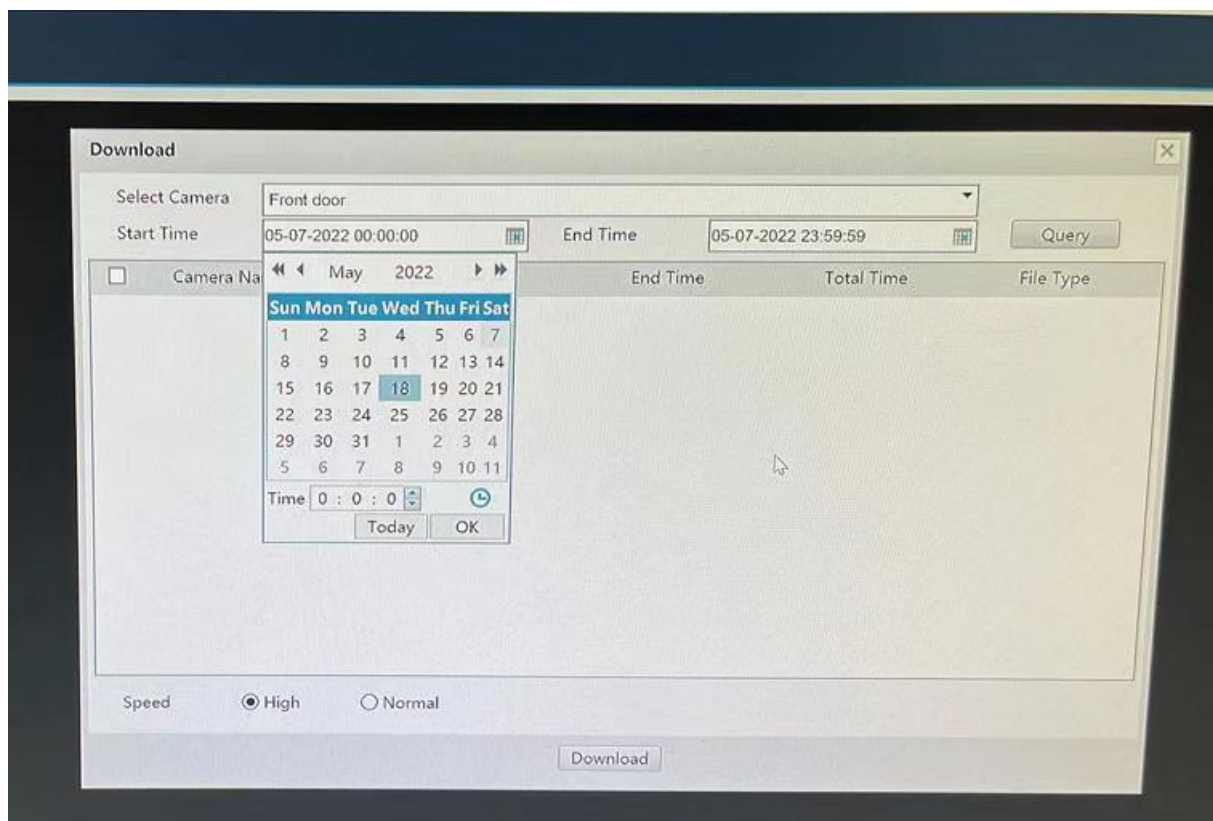 Download
Select Camera Front door
Start Time 05-07-2022 00:00:00 End Time 05-07-2022 23:59:59 Query
Camera Na End Time Total Time File Type
May 2022
Sun Mon Tue Wed Thu Fri Sat
1 2 3 4 5 6 7
8 9 10 11 12 13 14
15 16 17 18 19 20 21
22 23 24 25 26 27 28
29 30 31 1 2 3 4
5 6 7 8 9 10 11
Time 0 : 0 : 0
Today OK
Speed High Normal
Download